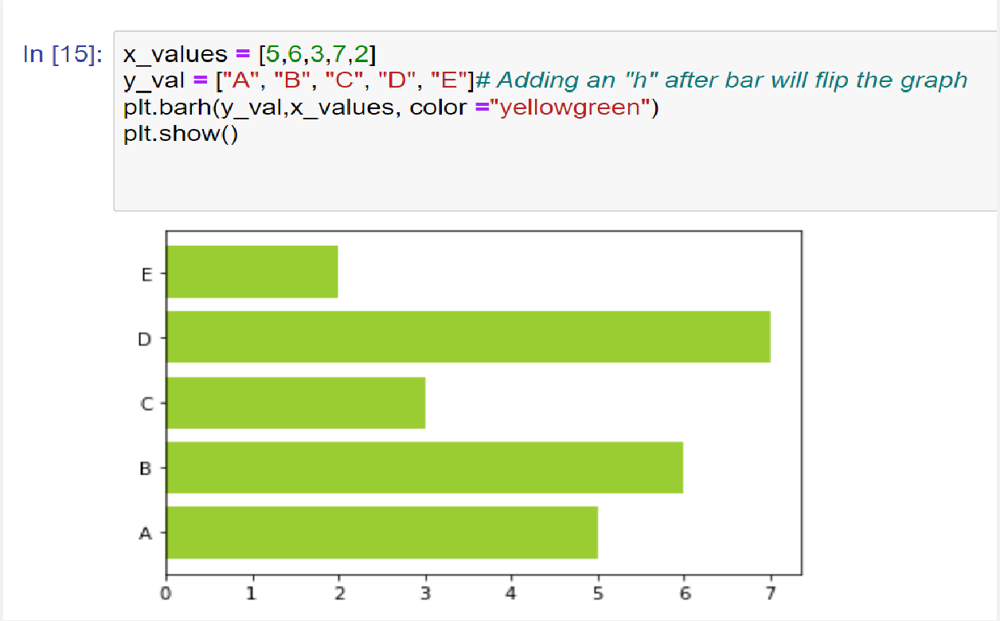 In [15]:
x_values = [5,6,3,7,2]
y_val = ["A", "B", "C", "D", "E"]# Adding an "h" after bar will flip the graph
plt.barh(y_val,x_values, color ="yellowgreen")
plt.show()
E
D
C
B
A
0 1 2 3 4 5 6 7